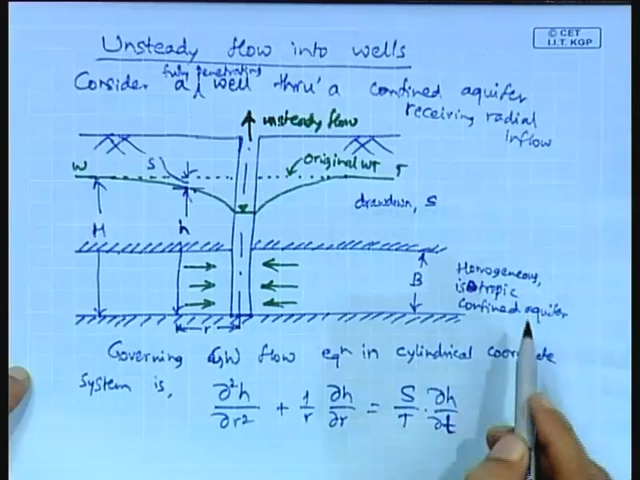 © CET
I.I.T. KGP
Unsteady flow into wells
Consider a fully penetrating well thru' a confined aquifer
receiving radial
inflow
unsteady flow
W
S
original WT
T
drawdown, S
H
h
B
Homogeneous,
isotropic
confined aquifer
r
Governing GW flow eqn in cylindrical coordinate
system is,
∂²h/∂r² + 1/r ∂h/∂r = S/T · ∂h/∂t